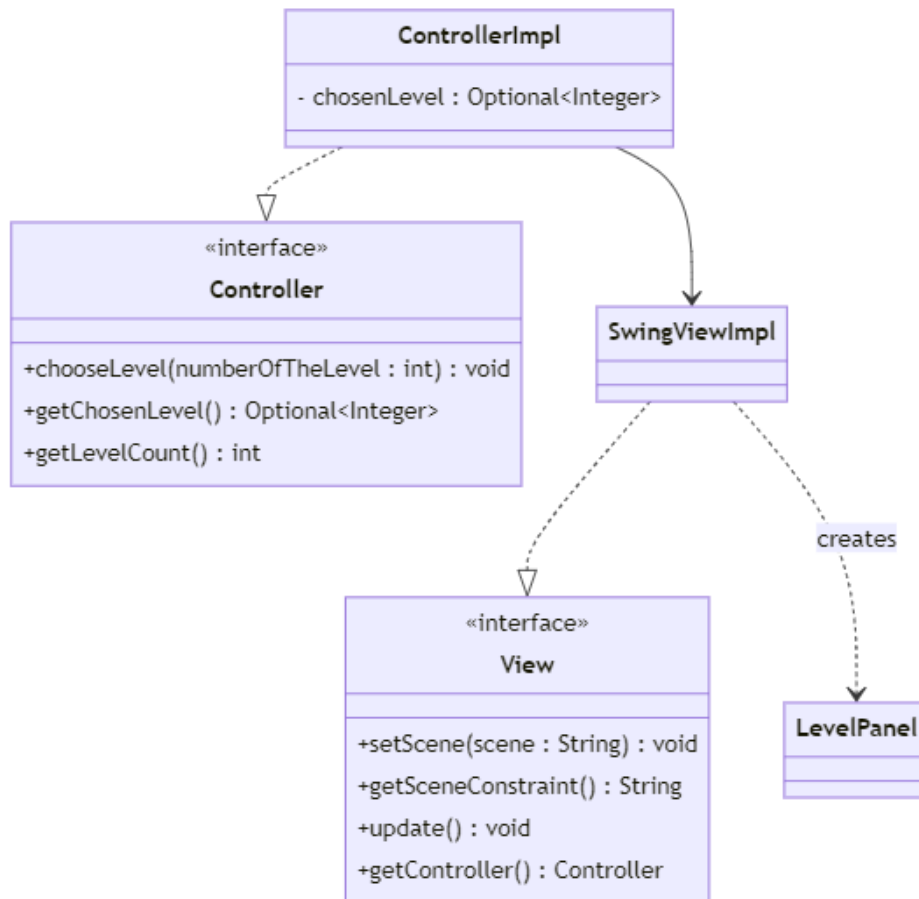 ControllerImpl
- chosenLevel : Optional<Integer>
«interface»
Controller
+chooseLevel(numberOfTheLevel : int) : void
+getChosenLevel() : Optional<Integer>
+getLevelCount() : int
SwingViewImpl
creates
«interface»
View
+setScene(scene : String) : void
+getSceneConstraint() : String
+update() : void
+getController() : Controller
LevelPanel